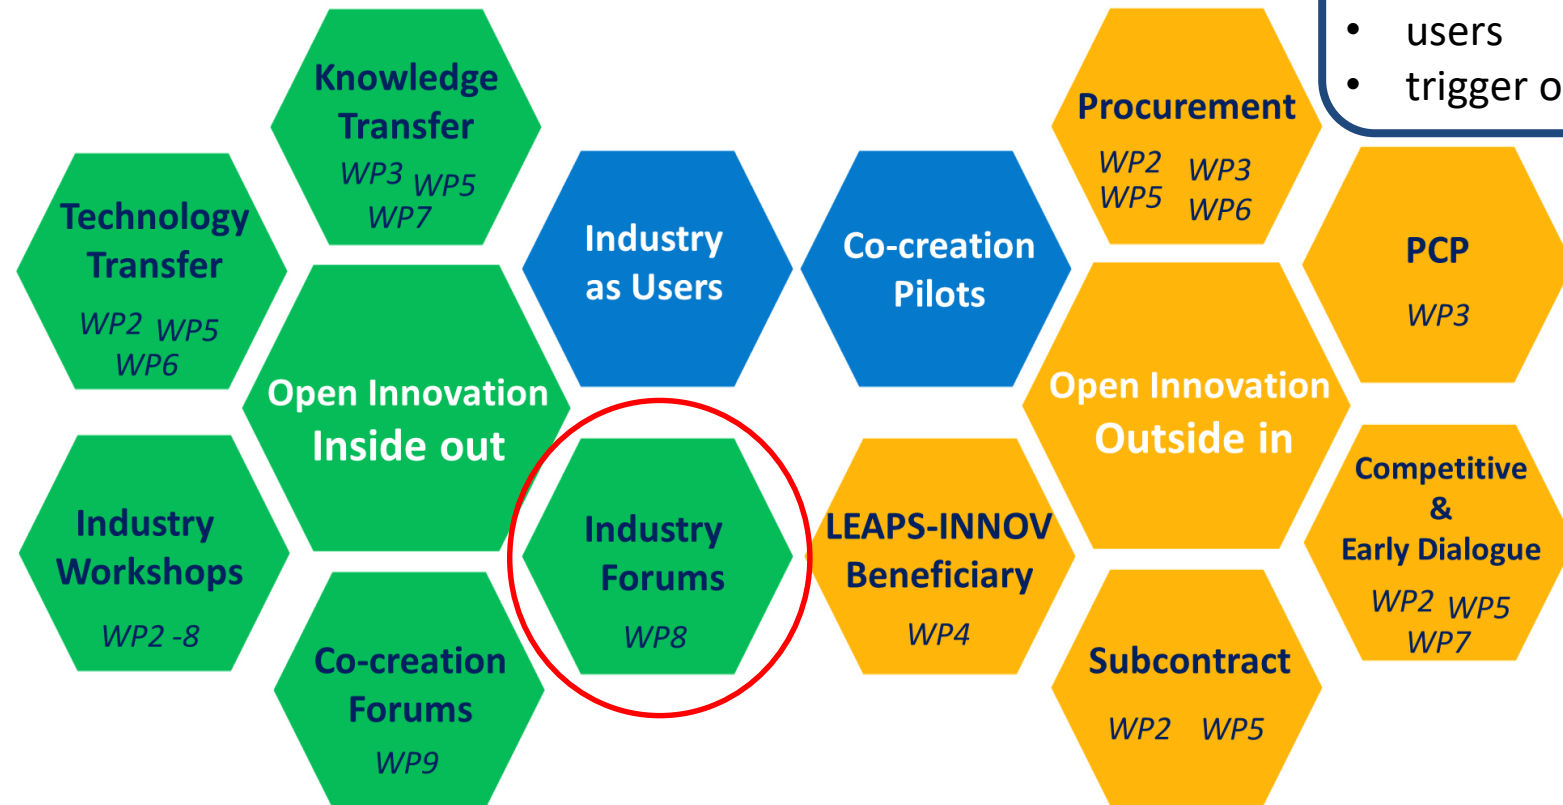 • users
• trigger o
Knowledge
Transfer
WP3 WP5
WP7
Technology
Transfer
WP2 WP5
WP6
Open Innovation
Inside out
Industry
Workshops
WP2 -8
Co-creation
Forums
WP9
Industry
as Users
Industry
Forums
WP8
Co-creation
Pilots
LEAPS-INNOV
Beneficiary
WP4
Procurement
WP2 WP3
WP5 WP6
Open Innovation
Outside in
PCP
WP3
Competitive
&
Early Dialogue
WP2 WP5
WP7
Subcontract
WP2 WP5